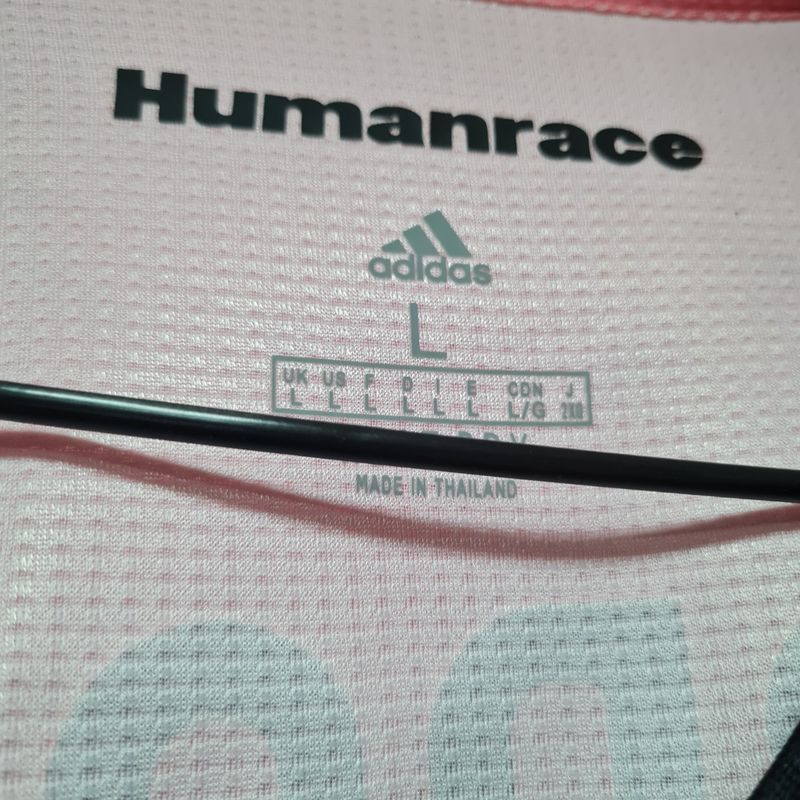 Humanrace
adidas
L
UK US F D I E CDN J
L L L L L L L/G 2XO
MADE IN THAILAND